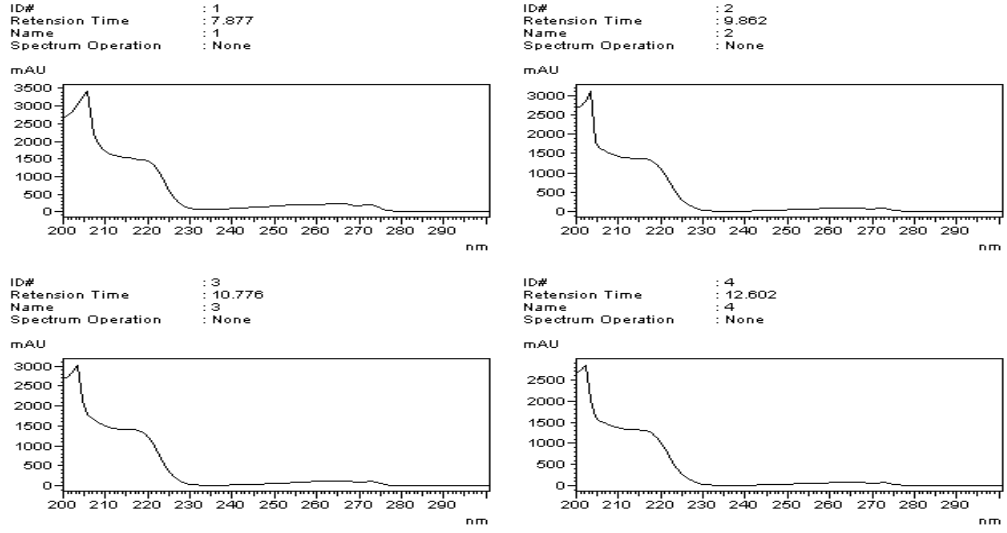 ID# : 1
Retention Time : 7.877
Name : 1
Spectrum Operation : None
mAU
3500
3000
2500
2000
1500
1000
500
0
200 210 220 230 240 250 260 270 280 290
nm
ID# : 2
Retention Time : 9.862
Name : 2
Spectrum Operation : None
mAU
3000
2500
2000
1500
1000
500
0
200 210 220 230 240 250 260 270 280 290
nm
ID# : 3
Retention Time : 10.776
Name : 3
Spectrum Operation : None
mAU
3000
2500
2000
1500
1000
500
0
200 210 220 230 240 250 260 270 280 290
nm
ID# : 4
Retention Time : 12.602
Name : 4
Spectrum Operation : None
mAU
2500
2000
1500
1000
500
0
200 210 220 230 240 250 260 270 280 290
nm